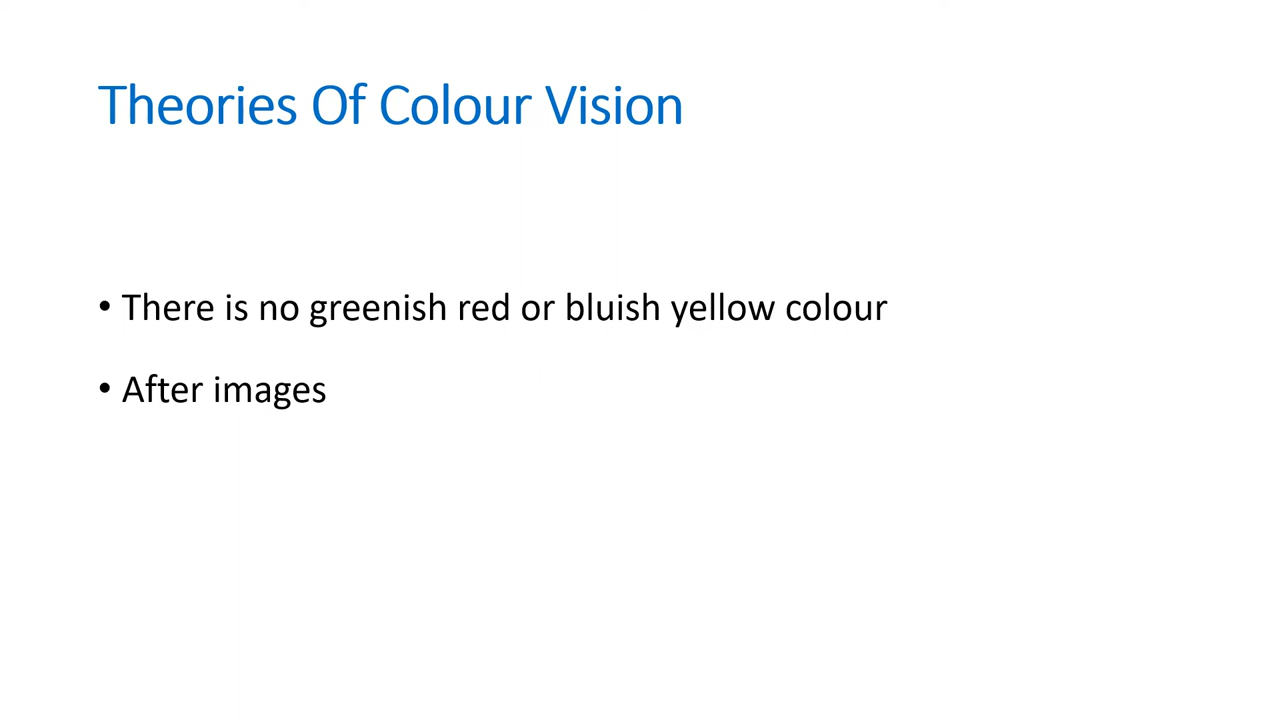 Theories Of Colour Vision
• There is no greenish red or bluish yellow colour
• After images